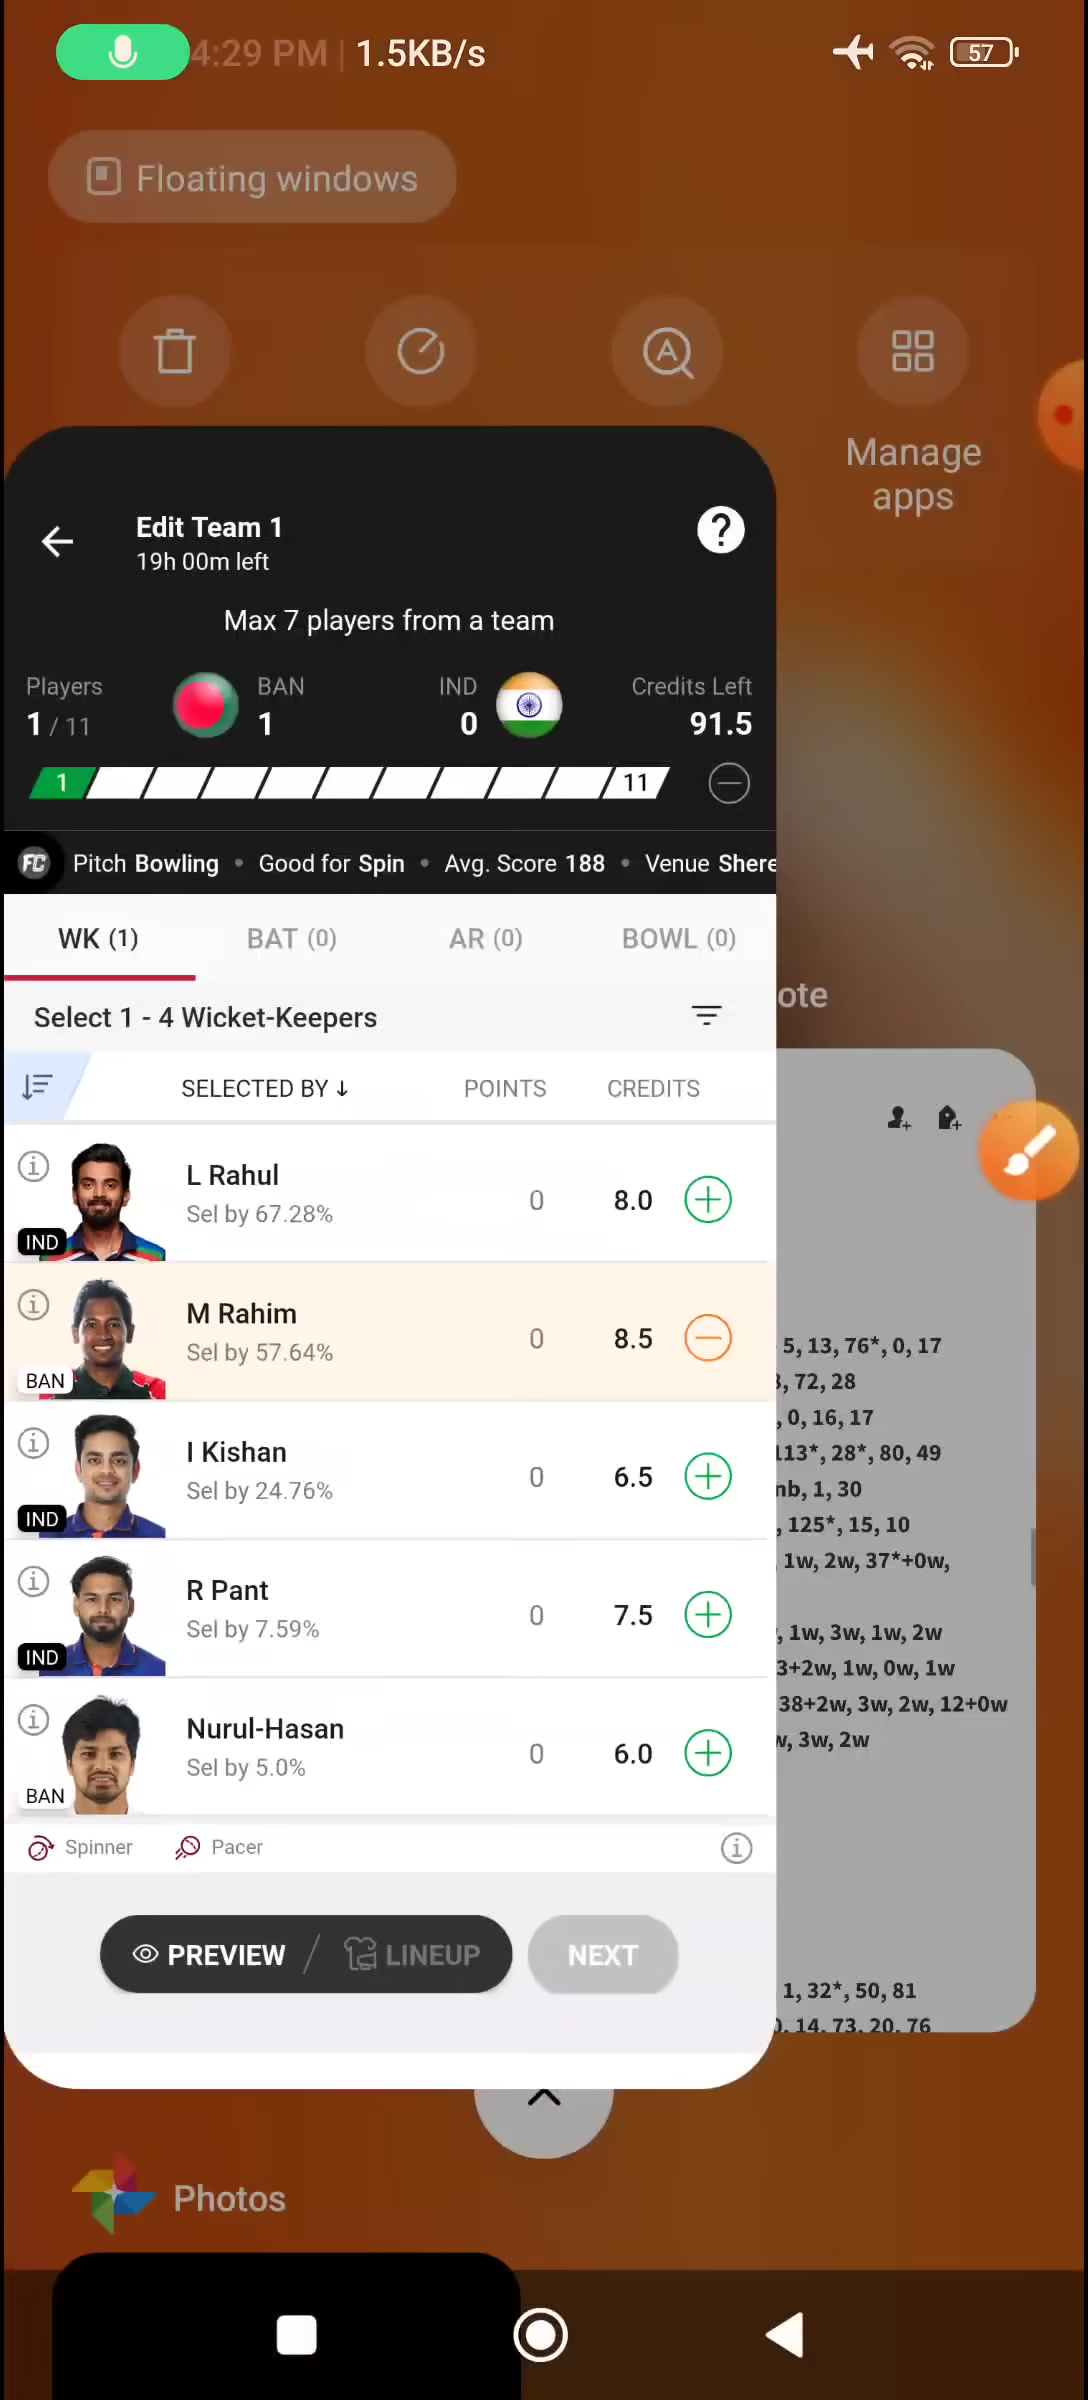 4:29 PM | 1.5KB/s
57
Floating windows
Manage
apps
Edit Team 1
19h 00m left
Max 7 players from a team
Players
BAN
IND
Credits Left
1 / 11
1
0
91.5
1
11
FC Pitch Bowling • Good for Spin • Avg. Score 188 • Venue Shere
WK (1)
BAT (0)
AR (0)
BOWL (0)
ote
Select 1 - 4 Wicket-Keepers
SELECTED BY ↓
POINTS
CREDITS
L Rahul
Sel by 67.28%
0
8.0
IND
M Rahim
Sel by 57.64%
0
8.5
BAN
I Kishan
Sel by 24.76%
0
6.5
IND
R Pant
Sel by 7.59%
0
7.5
IND
Nurul-Hasan
Sel by 5.0%
0
6.0
BAN
5, 13, 76*, 0, 17
, 72, 28
, 0, 16, 17
113*, 28*, 80, 49
nb, 1, 30
, 125*, 15, 10
1w, 2w, 37*+0w,
, 1w, 3w, 1w, 2w
3+2w, 1w, 0w, 1w
38+2w, 3w, 2w, 12+0w
, 3w, 2w
Spinner
Pacer
PREVIEW / LINEUP
NEXT
1, 32*, 50, 81
, 14, 73, 20, 76
Photos